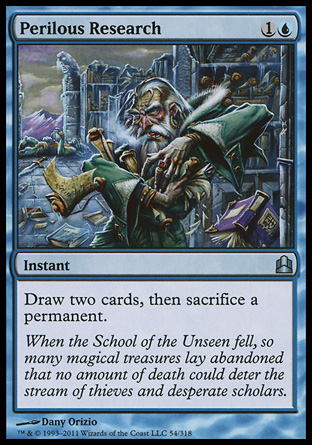 Perilous Research 1
Instant
Draw two cards, then sacrifice a
permanent.
When the School of the Unseen fell, so
many magical treasures lay abandoned
that no amount of death could deter the
stream of thieves and desperate scholars.
Dany Orizio
™ & © 1993–2011 Wizards of the Coast LLC 54/318